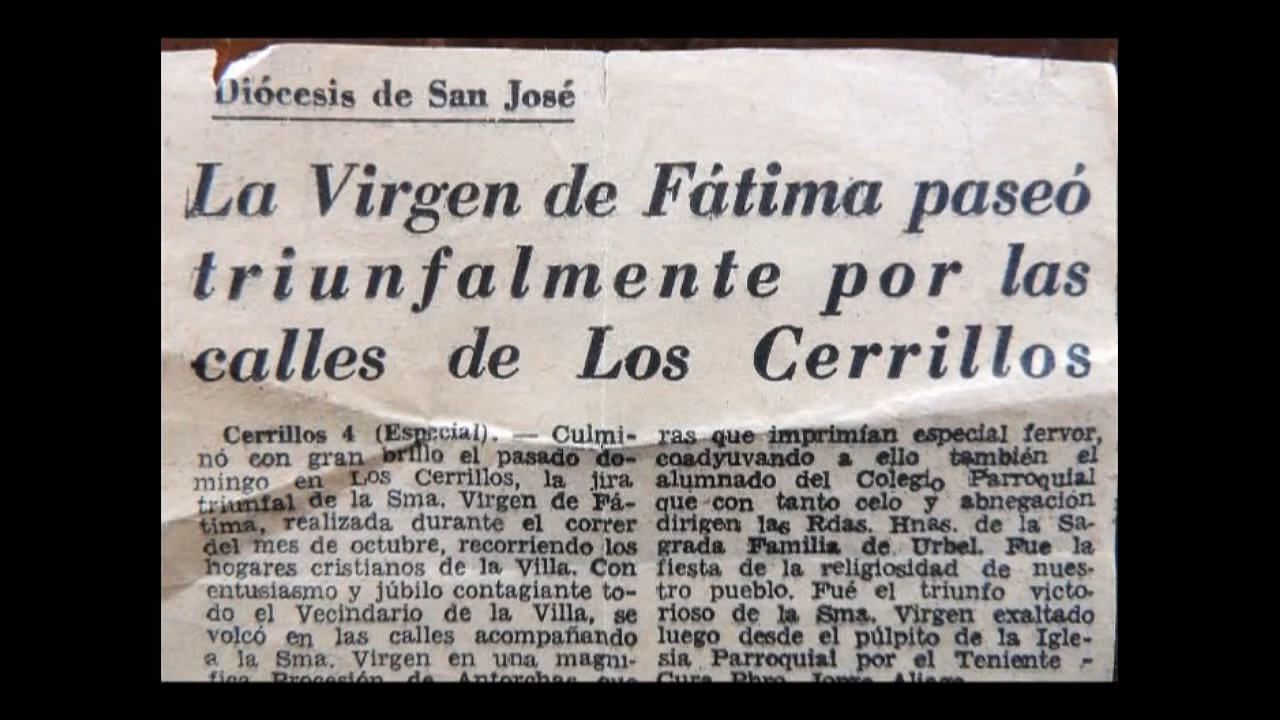 Diócesis de San José
La Virgen de Fátima paseó
triunfalmente por las
calles de Los Cerrillos
Cerrillos 4 (Especial). — Culmi-
nó con gran brillo el pasado do-
mingo en Los Cerrillos, la jira
triunfal de la Sma. Virgen de Fá-
tima, realizada durante el correr
del mes de octubre, recorriendo los
hogares cristianos de la Villa. Con
entusiasmo y júbilo contagiante to-
do el Vecindario de la Villa, se
volcó en las calles acompañando
a la Sma. Virgen en una magní-
fica Procesión de Antorchas que
ras que imprimían especial fervor,
coadyuvando a ello también el
alumnado del Colegio Parroquial
que con tanto celo y abnegación
dirigen las Rdas. Hnas. de la Sa-
grada Familia de Urbel. Fue la
fiesta de la religiosidad de nues-
tro pueblo. Fué el triunfo victo-
rioso de la Sma. Virgen exaltado
luego desde el púlpito de la Igle-
sia Parroquial por el Teniente -
Cura Pbro. Jorge